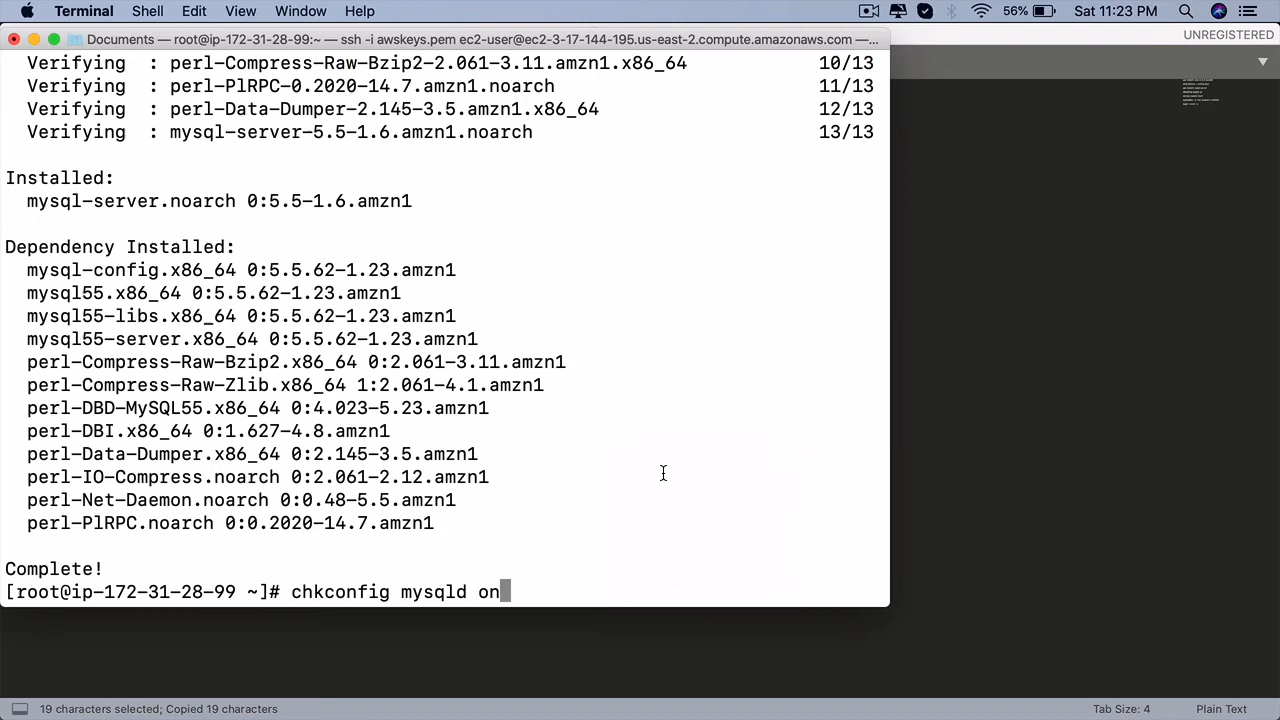 Terminal Shell Edit View Window Help 56% Sat 11:23 PM
Documents — root@ip-172-31-28-99:~ — ssh -i awskeys.pem ec2-user@ec2-3-17-144-195.us-east-2.compute.amazonaws.com —...
UNREGISTERED
Verifying : perl-Compress-Raw-Bzip2-2.061-3.11.amzn1.x86_64 10/13
Verifying : perl-PlRPC-0.2020-14.7.amzn1.noarch 11/13
Verifying : perl-Data-Dumper-2.145-3.5.amzn1.x86_64 12/13
Verifying : mysql-server-5.5-1.6.amzn1.noarch 13/13
Installed:
mysql-server.noarch 0:5.5-1.6.amzn1
Dependency Installed:
mysql-config.x86_64 0:5.5.62-1.23.amzn1
mysql55.x86_64 0:5.5.62-1.23.amzn1
mysql55-libs.x86_64 0:5.5.62-1.23.amzn1
mysql55-server.x86_64 0:5.5.62-1.23.amzn1
perl-Compress-Raw-Bzip2.x86_64 0:2.061-3.11.amzn1
perl-Compress-Raw-Zlib.x86_64 1:2.061-4.1.amzn1
perl-DBD-MySQL55.x86_64 0:4.023-5.23.amzn1
perl-DBI.x86_64 0:1.627-4.8.amzn1
perl-Data-Dumper.x86_64 0:2.145-3.5.amzn1
perl-IO-Compress.noarch 0:2.061-2.12.amzn1
perl-Net-Daemon.noarch 0:0.48-5.5.amzn1
perl-PlRPC.noarch 0:0.2020-14.7.amzn1
Complete!
[root@ip-172-31-28-99 ~]# chkconfig mysqld on
19 characters selected; Copied 19 characters Tab Size: 4 Plain Text